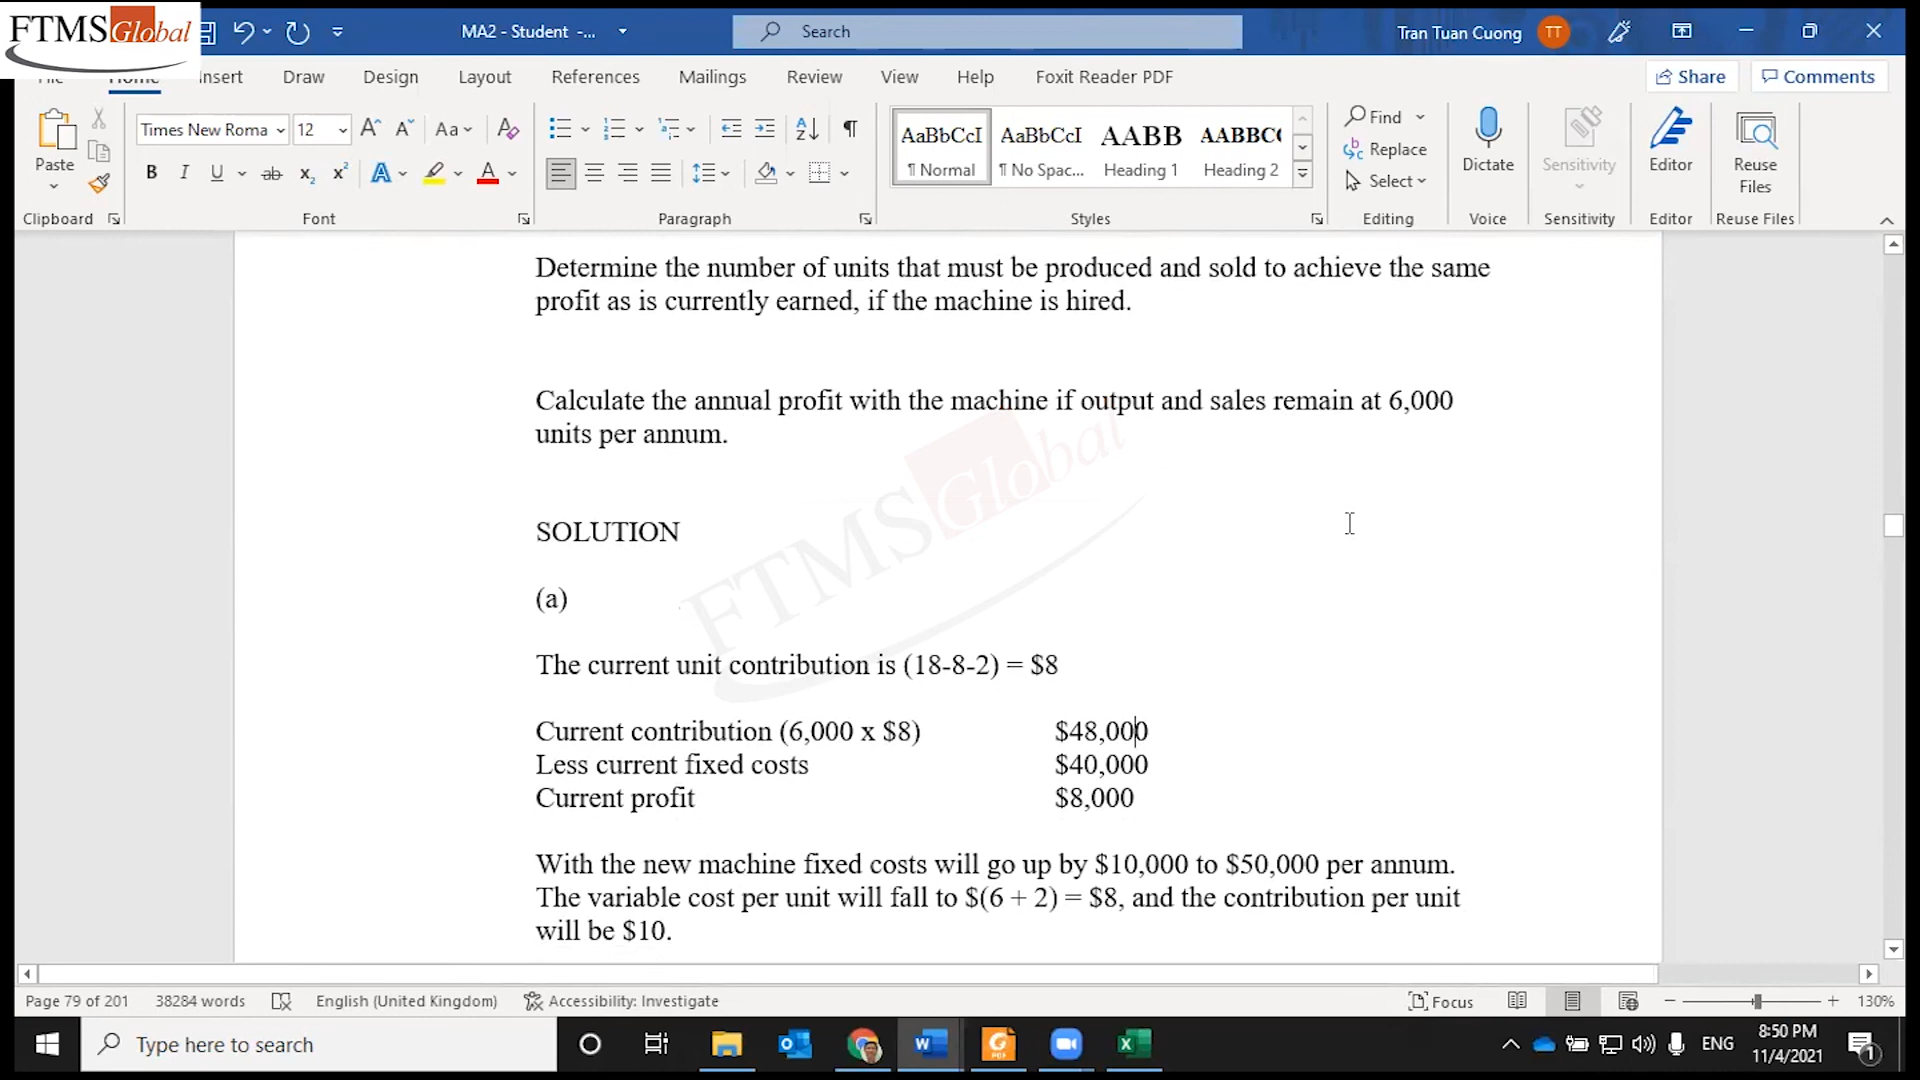 FTMSGlobal
MA2 - Student -...
Search
Tran Tuan Cuong
TT
Home Insert Draw Design Layout References Mailings Review View Help Foxit Reader PDF
Share
Comments
Paste
Times New Roma
12
Aa
AaBbCcI
¶ Normal
AaBbCcI
¶ No Spac...
AABB
Heading 1
AABBC
Heading 2
Find
Replace
Select
Dictate
Sensitivity
Editor
Reuse
Files
Clipboard
Font
Paragraph
Styles
Editing
Voice
Sensitivity
Editor
Reuse Files
Determine the number of units that must be produced and sold to achieve the same
profit as is currently earned, if the machine is hired.
Calculate the annual profit with the machine if output and sales remain at 6,000
units per annum.
FTMSGlobal
SOLUTION
(a)
The current unit contribution is (18-8-2) = $8
Current contribution (6,000 x $8) $48,000
Less current fixed costs $40,000
Current profit $8,000
With the new machine fixed costs will go up by $10,000 to $50,000 per annum.
The variable cost per unit will fall to $(6 + 2) = $8, and the contribution per unit
will be $10.
Page 79 of 201
38284 words
English (United Kingdom)
Accessibility: Investigate
Focus
130%
Type here to search
ENG
8:50 PM
11/4/2021
1